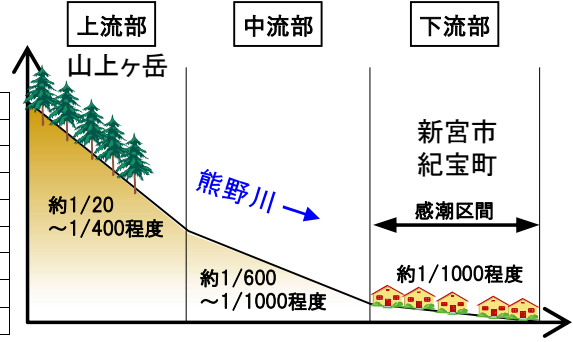 上流部
中流部
下流部
山上ヶ岳
新宮市
紀宝町
熊野川
感潮区間
約1/20
～1/400程度
約1/600
～1/1000程度
約1/1000程度